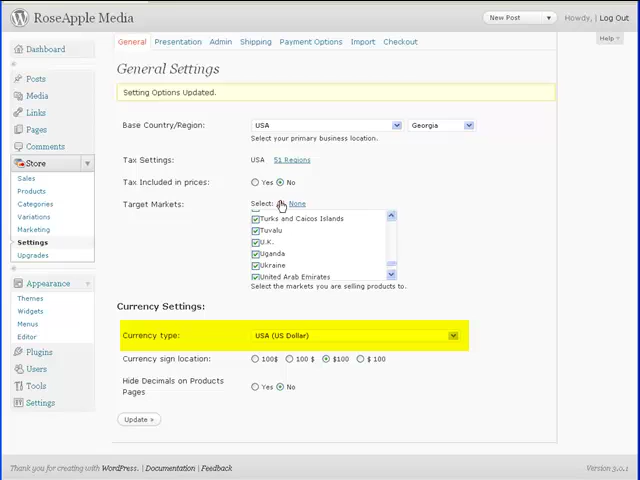 RoseApple Media
New Post
Howdy, | Log Out
General Presentation Admin Shipping Payment Options Import Checkout
Help
Dashboard
General Settings
Posts
Setting Options Updated.
Media
Links
Base Country/Region: USA Georgia
Pages
Select your primary business location.
Comments
Store
Tax Settings: USA 51 Regions
Sales
Tax Included in prices: Yes No
Products
Categories
Target Markets: Select: None
Variations
Turks and Caicos Islands
Marketing
Tuvalu
Settings
U.K.
Upgrades
Uganda
Ukraine
United Arab Emirates
Appearance
Select the markets you are selling products to.
Themes
Widgets
Currency Settings:
Menus
Editor
Currency type: USA (US Dollar)
Plugins
Currency sign location: 100$ 100 $ $100 $ 100
Users
Tools
Hide Decimals on Products
Pages
Yes No
Settings
Update »
Thank you for creating with WordPress. | Documentation | Feedback
Version 3.0.1